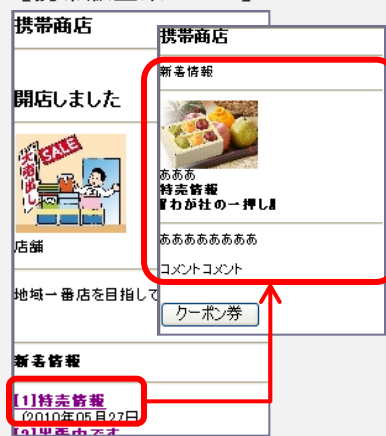 携帯商店
開店しました
大売出し
SALE
店舗
地域一番店を目指して
新着情報
【1】特売情報
(2010年05月27日
携帯商店
新着情報
あああ
特売情報
『わが社の一押し』
ああああああああ
コメントコメント
クーポン券